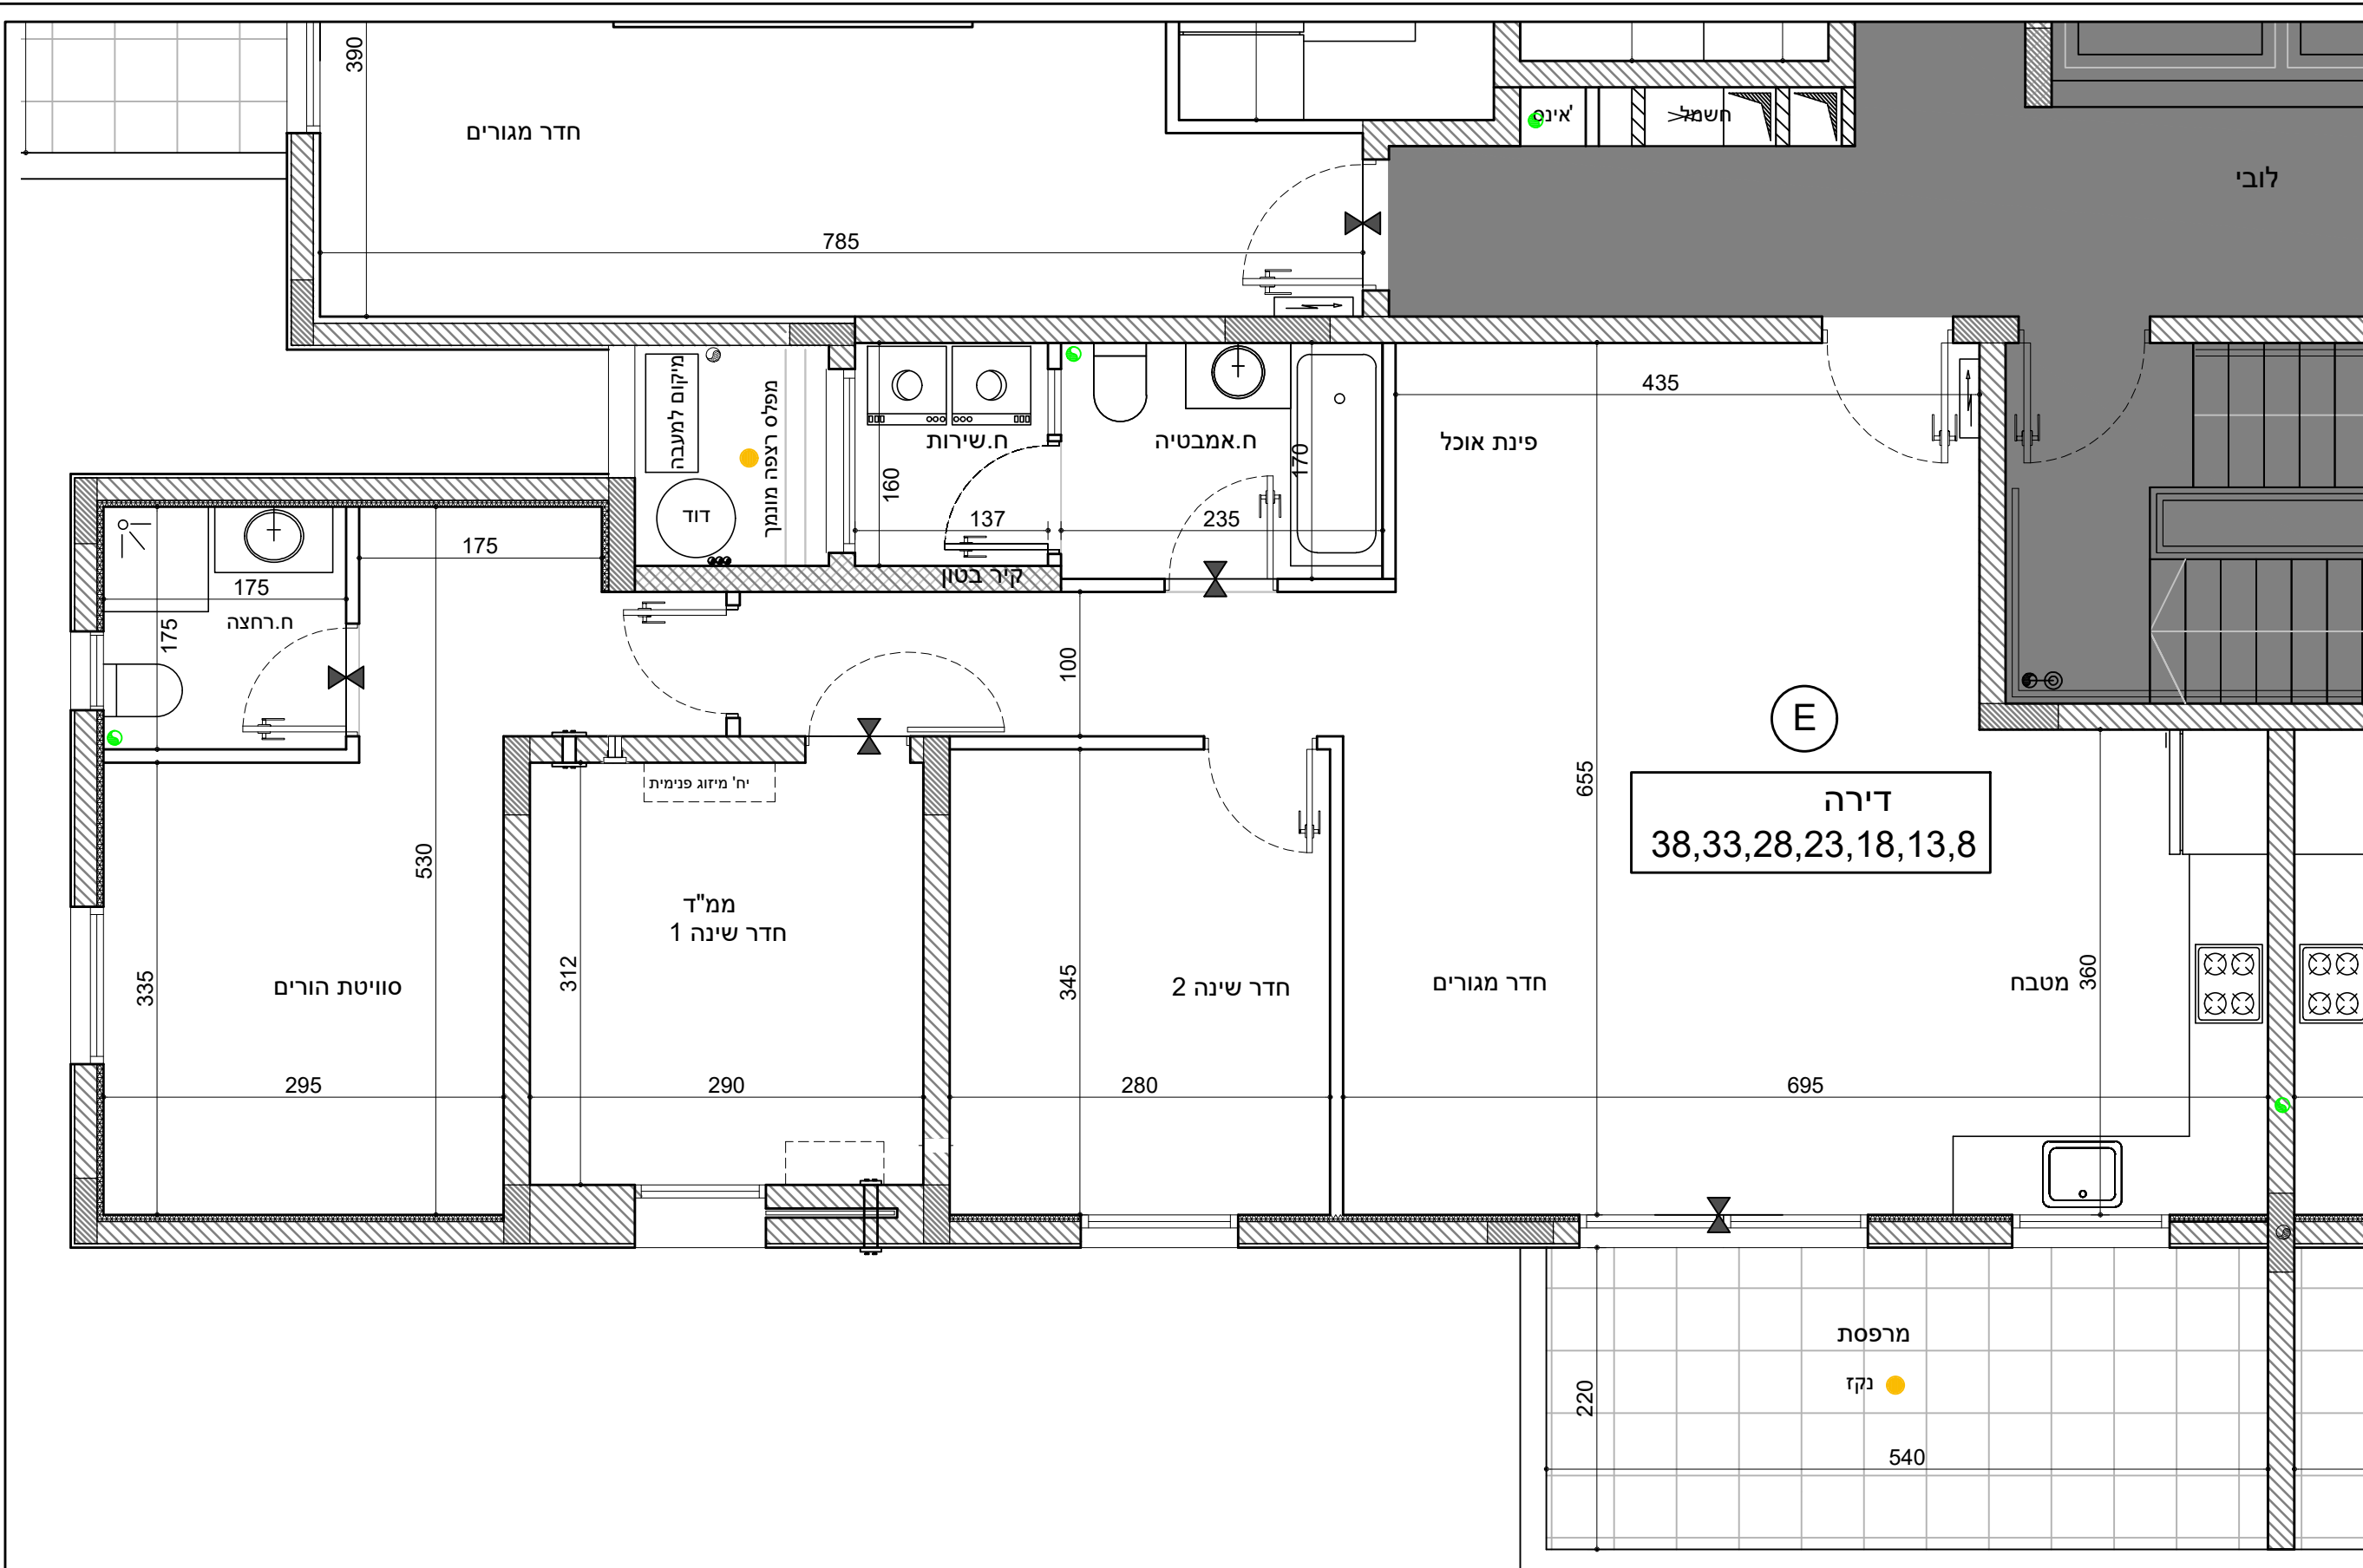 390
חדר מגורים
785
אינס'
חשמל
לובי
מיקום למעבה
מפלס רצפה מונמך
דוד
ח.שירות
160
137
ח.אמבטיה
170
235
פינת אוכל
435
קיר בטון
175
175
ח.רחצה
175
100
E
דירה
38,33,28,23,18,13,8
655
יח' מיזוג פנימית
530
335
סוויטת הורים
295
ממ"ד
חדר שינה 1
312
290
345
חדר שינה 2
280
חדר מגורים
מטבח
360
695
מרפסת
נקז
220
540